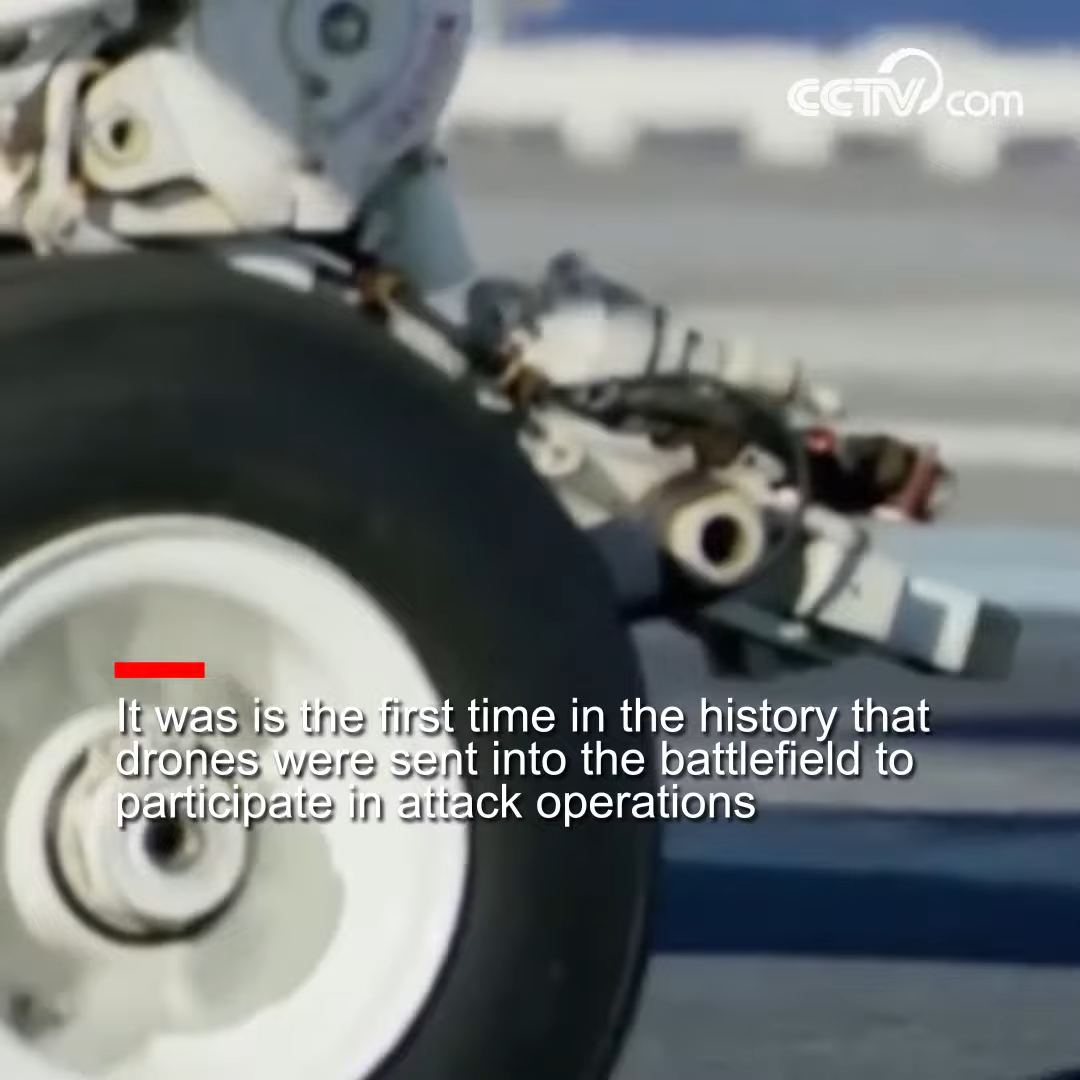 CCTV.com
It was is the first time in the history that
drones were sent into the battlefield to
participate in attack operations